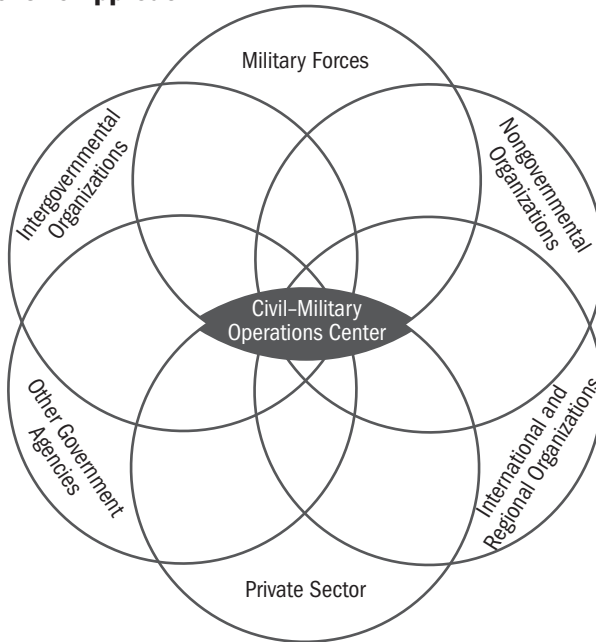 Military Forces
Intergovernmental
Organizations
Nongovernmental
Organizations
Civil–Military
Operations Center
Other Government
Agencies
International and
Regional Organizations
Private Sector